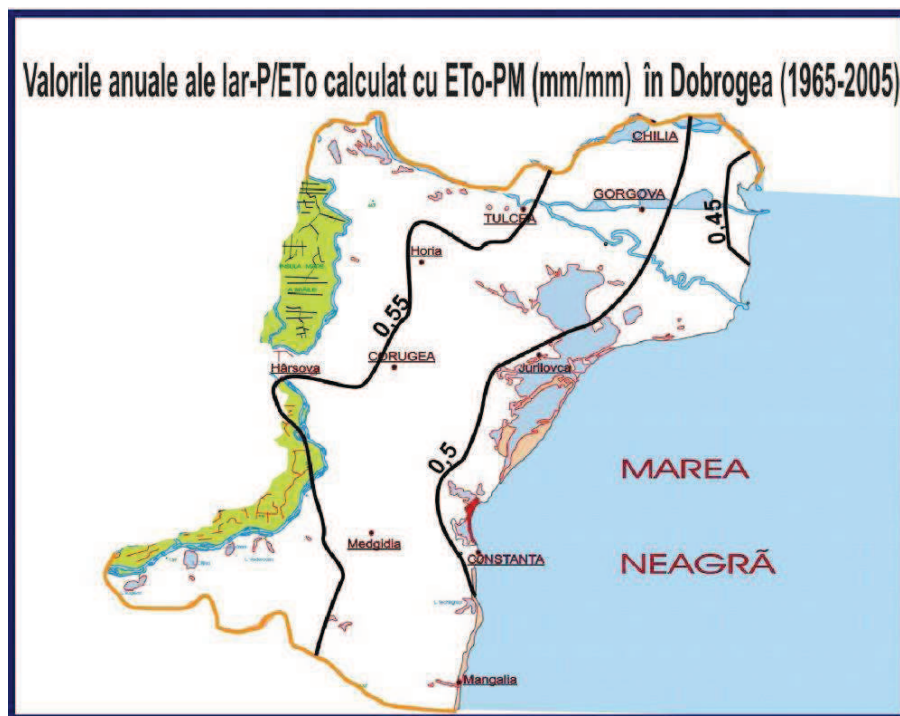 Valorile anuale ale Iar-P/ETo calculat cu ETo-PM (mm/mm) în Dobrogea (1965-2005)
CHILIA
GORGOVA
TULCEA
0,45
Horia
0,55
CORUGEA
Hârsova
Jurilovca
0,5
MAREA
Medgidia
CONSTANTA
NEAGRÃ
Mangalia